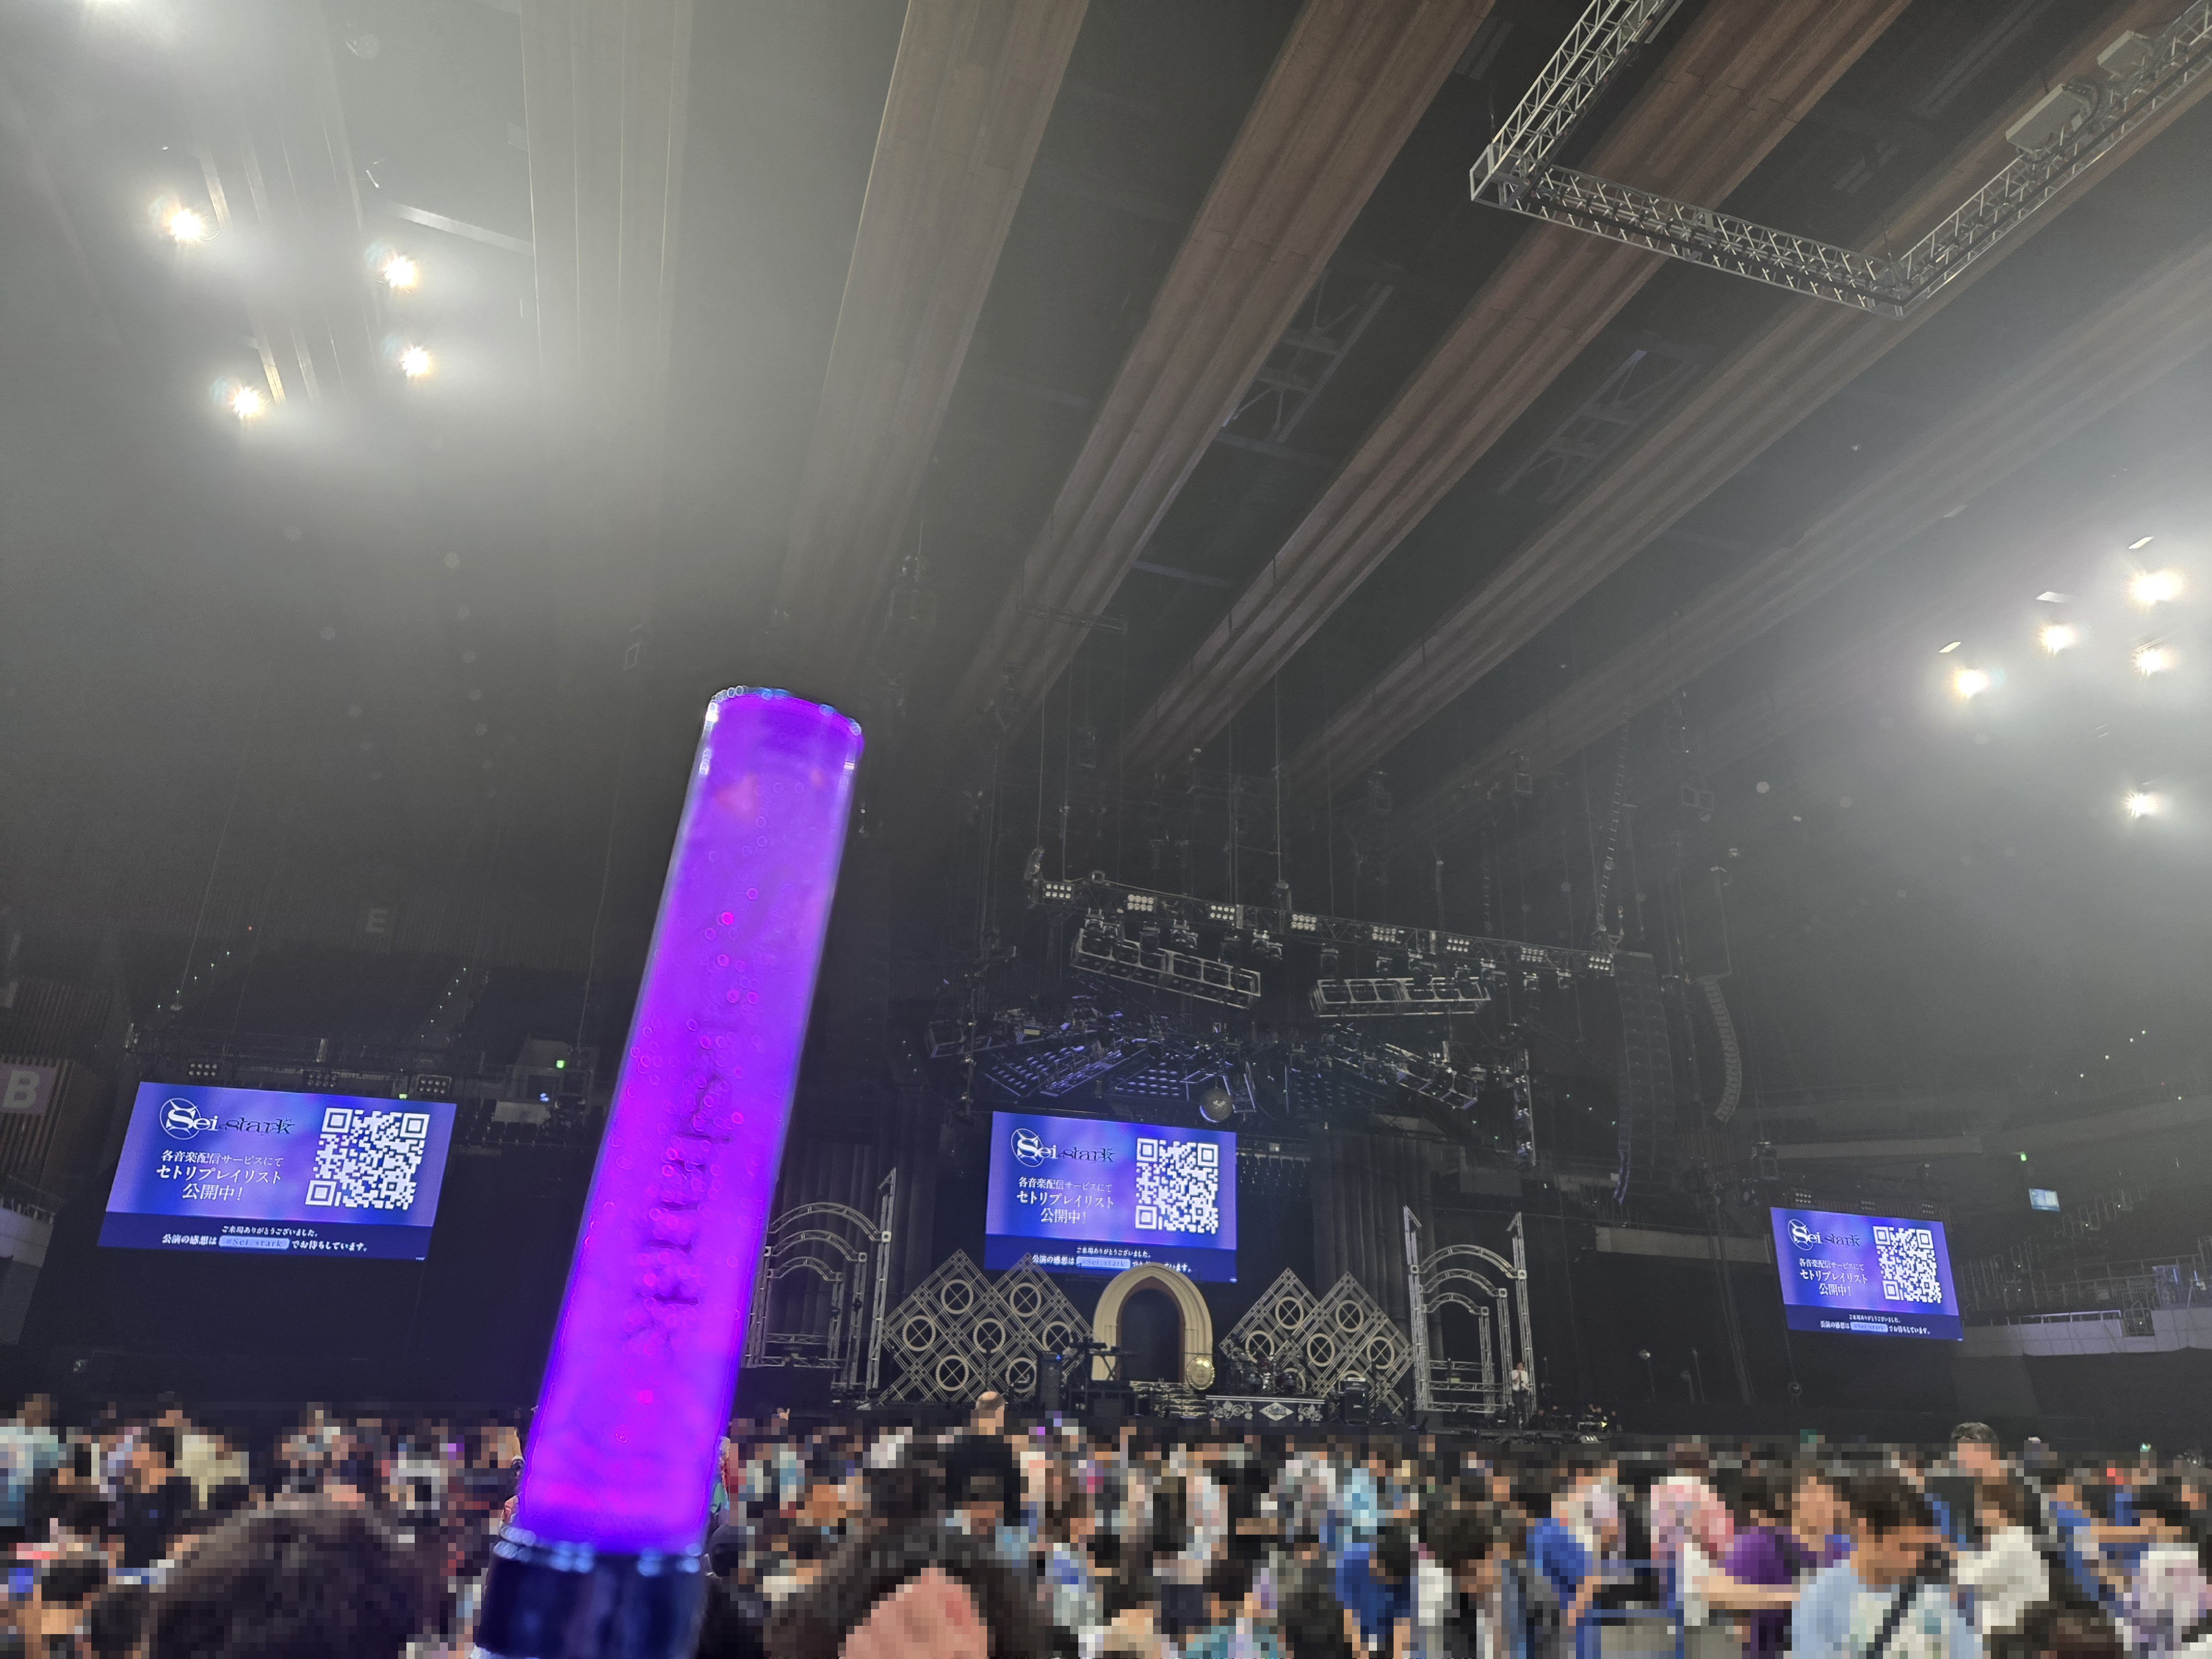 E
B
Sei stark
各音楽配信サービスにて
セトリプレイリスト
公開中!
ご来場ありがとうございました。
公演の感想は #Sei_stark でお待ちしています。
Sei stark
各音楽配信サービスにて
セトリプレイリスト
公開中!
ご来場ありがとうございました。
公演の感想は #Sei_stark
Sei stark
各音楽配信サービスにて
セトリプレイリスト
公開中!
ご来場ありがとうございました。
公演の感想は #Sei_stark でお待ちしています。